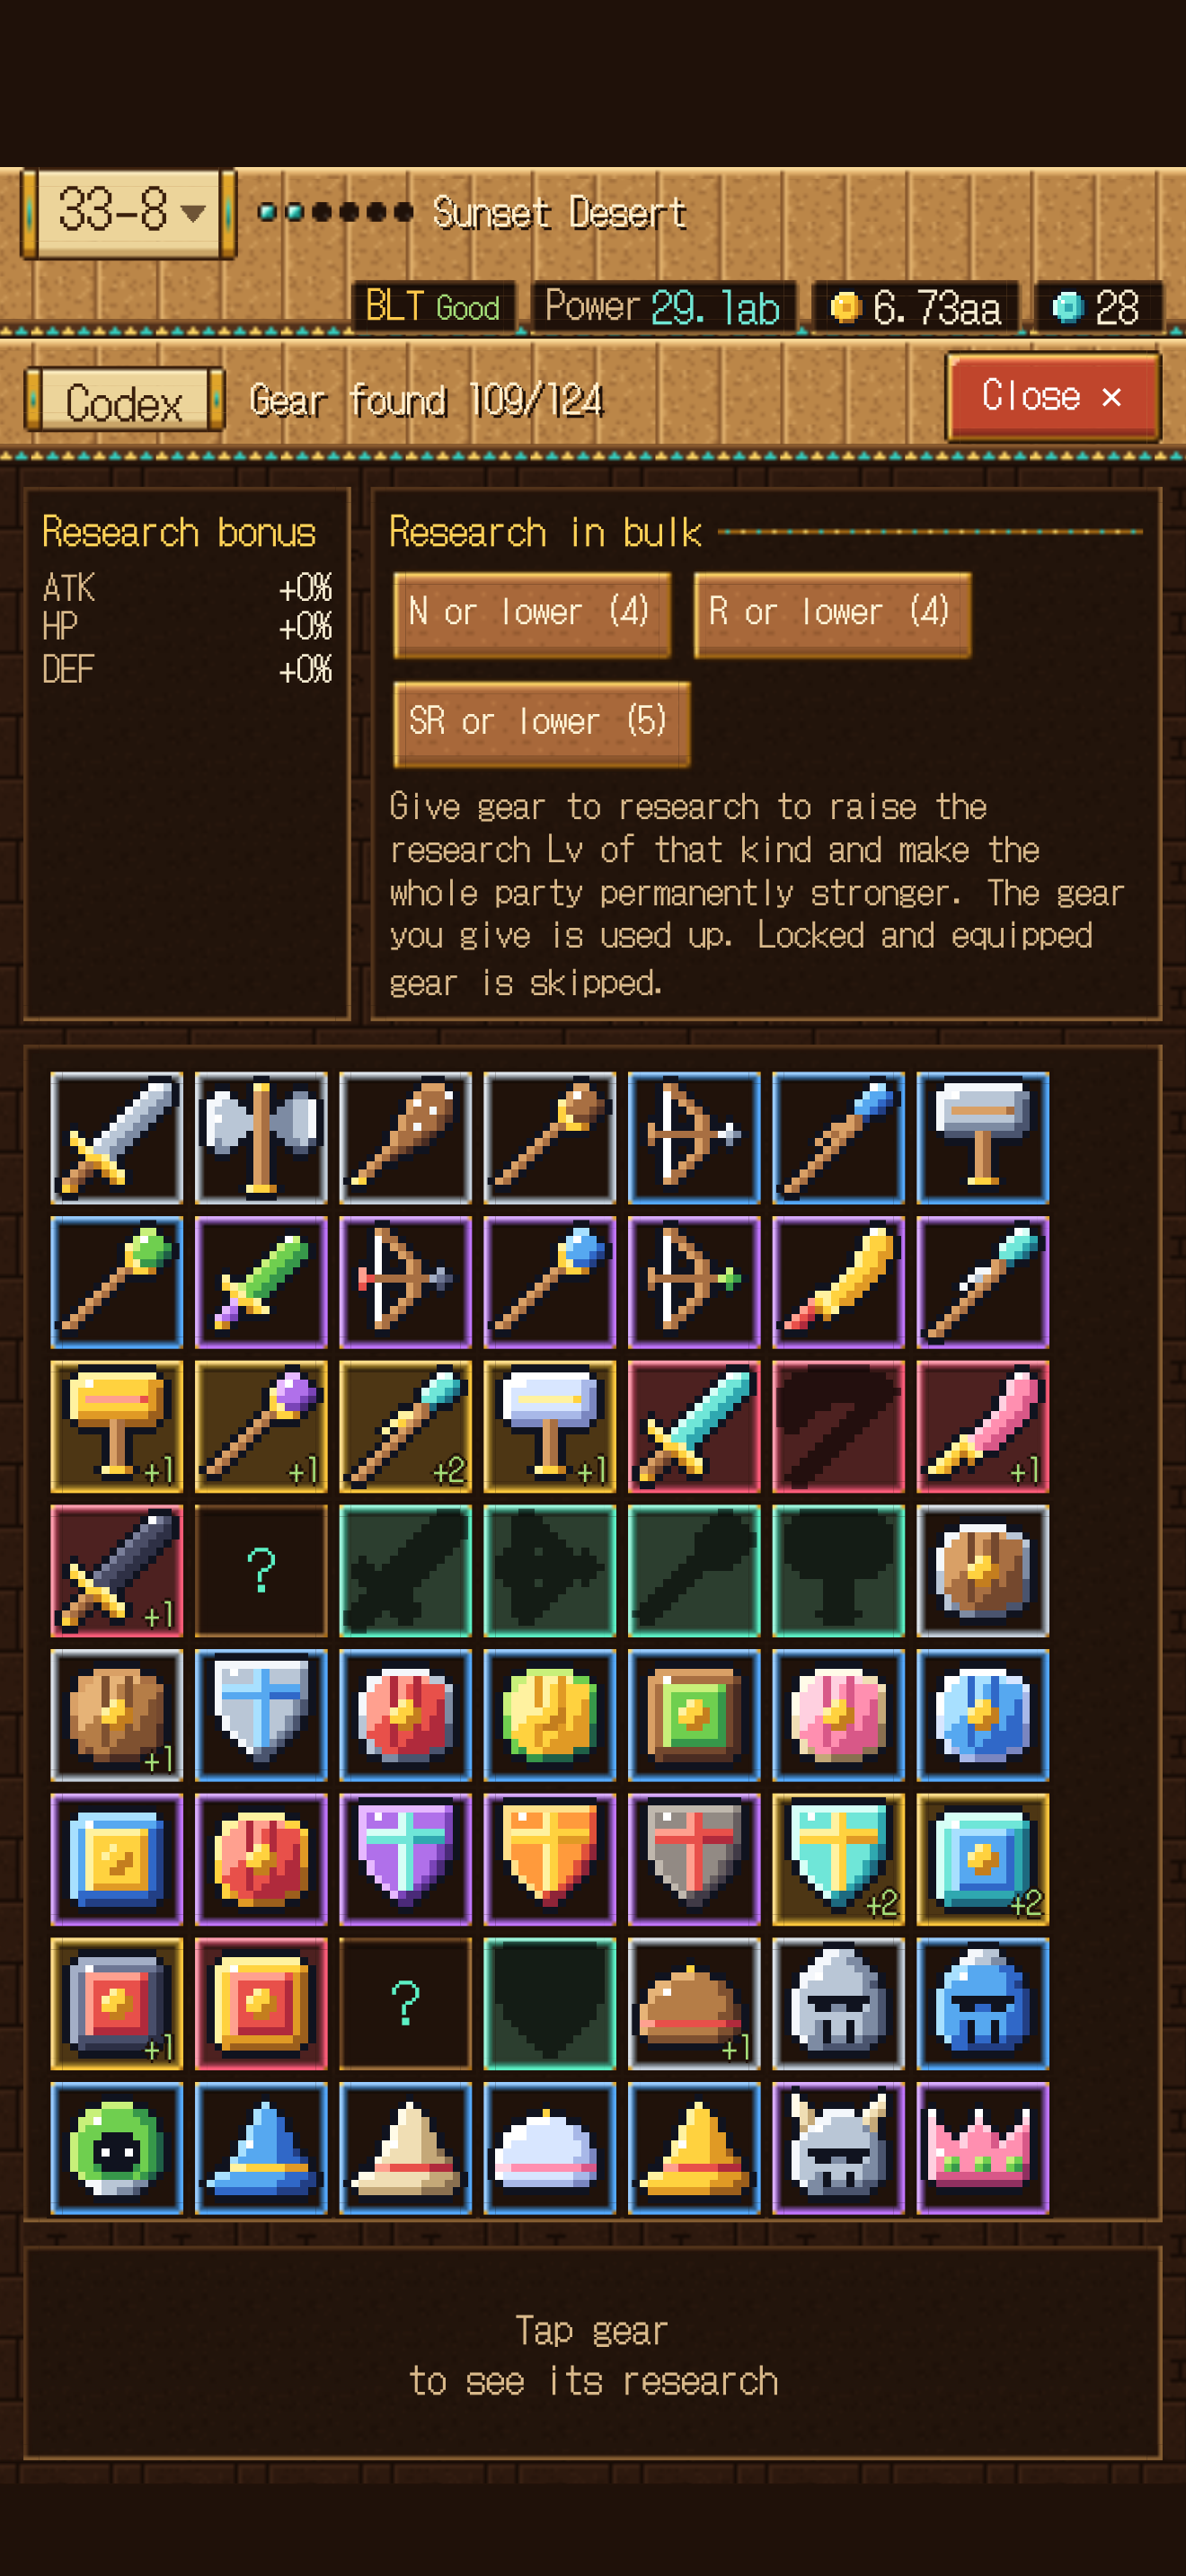 33-8 Sunset Desert
BLT Good Power 29.1ab 6.73aa 28
Codex Gear found 109/124 Close ×
Research bonus
ATK +0%
HP +0%
DEF +0%
Research in bulk
N or lower (4) R or lower (4)
SR or lower (5)
Give gear to research to raise the
research Lv of that kind and make the
whole party permanently stronger. The gear
you give is used up. Locked and equipped
gear is skipped.
+1 +1 +2 +1 +1
+1 ?
+1
+2 +2
+1 ? +1
Tap gear
to see its research